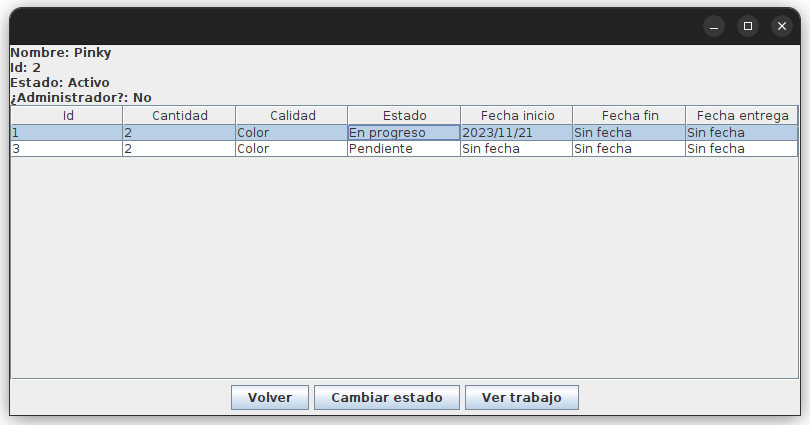 Nombre: Pinky
Id: 2
Estado: Activo
¿Administrador?: No
Id Cantidad Calidad Estado Fecha inicio Fecha fin Fecha entrega
1 2 Color En progreso 2023/11/21 Sin fecha Sin fecha
3 2 Color Pendiente Sin fecha Sin fecha Sin fecha
Volver Cambiar estado Ver trabajo